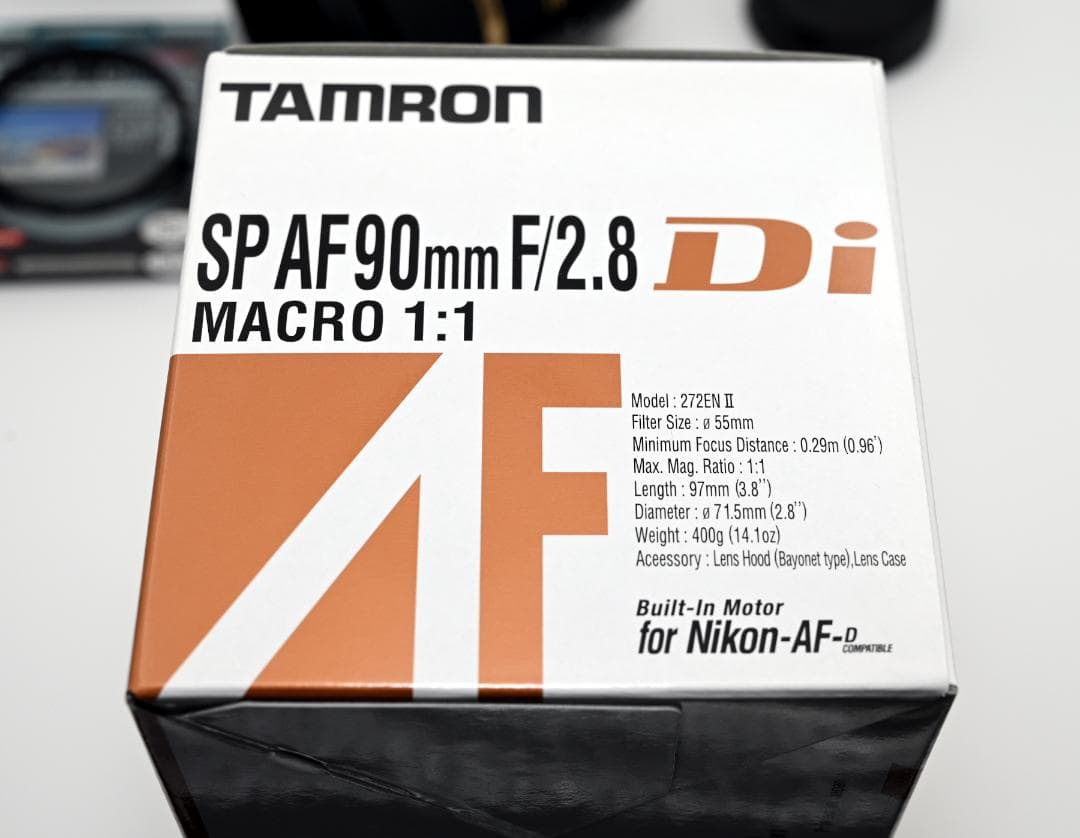 TAMRON
SP AF 90mm F/2.8 Di
MACRO 1:1
AF
Model : 272EN II
Filter Size : ø 55mm
Minimum Focus Distance : 0.29m (0.96')
Max. Mag. Ratio : 1:1
Length : 97mm (3.8'')
Diameter : ø 71.5mm (2.8'')
Weight : 400g (14.1oz)
Aceessory : Lens Hood (Bayonet type),Lens Case
Built-In Motor
for Nikon-AF-D
COMPATIBLE